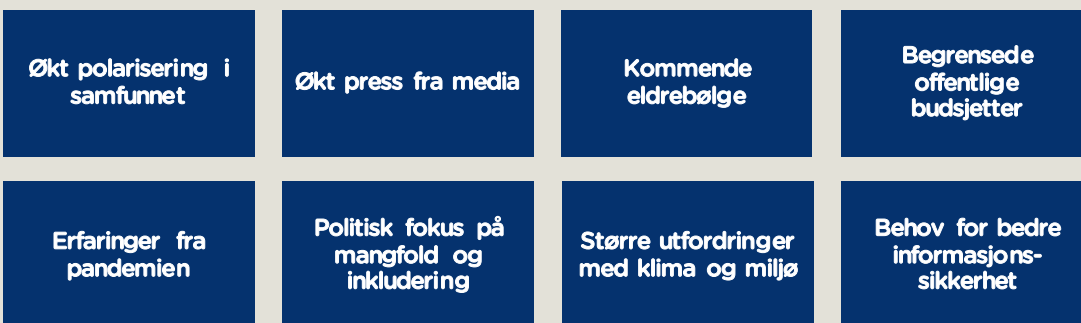 Økt polarisering i
samfunnet
Økt press fra media
Kommende
eldrebølge
Begrensede
offentlige
budsjetter
Erfaringer fra
pandemien
Politisk fokus på
mangfold og
inkludering
Større utfordringer
med klima og miljø
Behov for bedre
informasjons-
sikkerhet